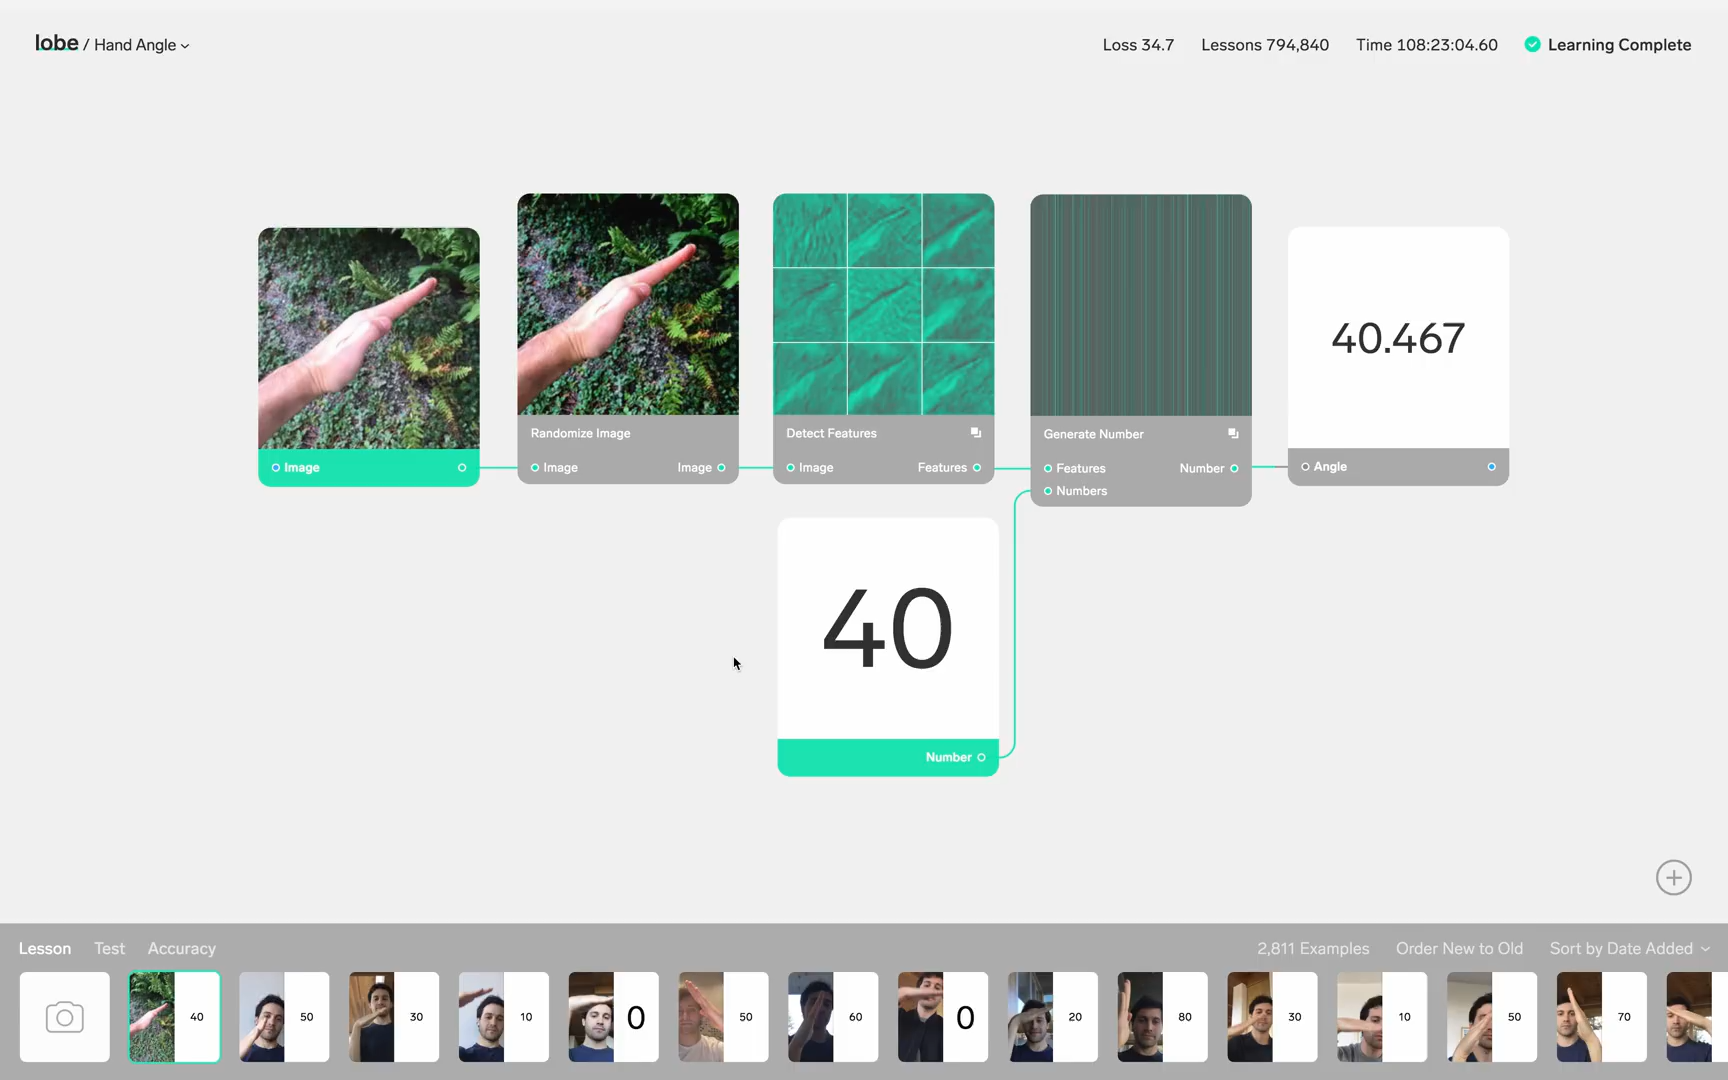 lobe / Hand Angle
Loss 34.7 Lessons 794,840 Time 108:23:04.60 Learning Complete
Image
Randomize Image
Image Image
Detect Features
Image Features
Generate Number
Features Number
Numbers
40.467
Angle
40
Number
Lesson Test Accuracy
2,811 Examples Order New to Old Sort by Date Added
40 50 30 10 0 50 60 0 20 80 30 10 50 70